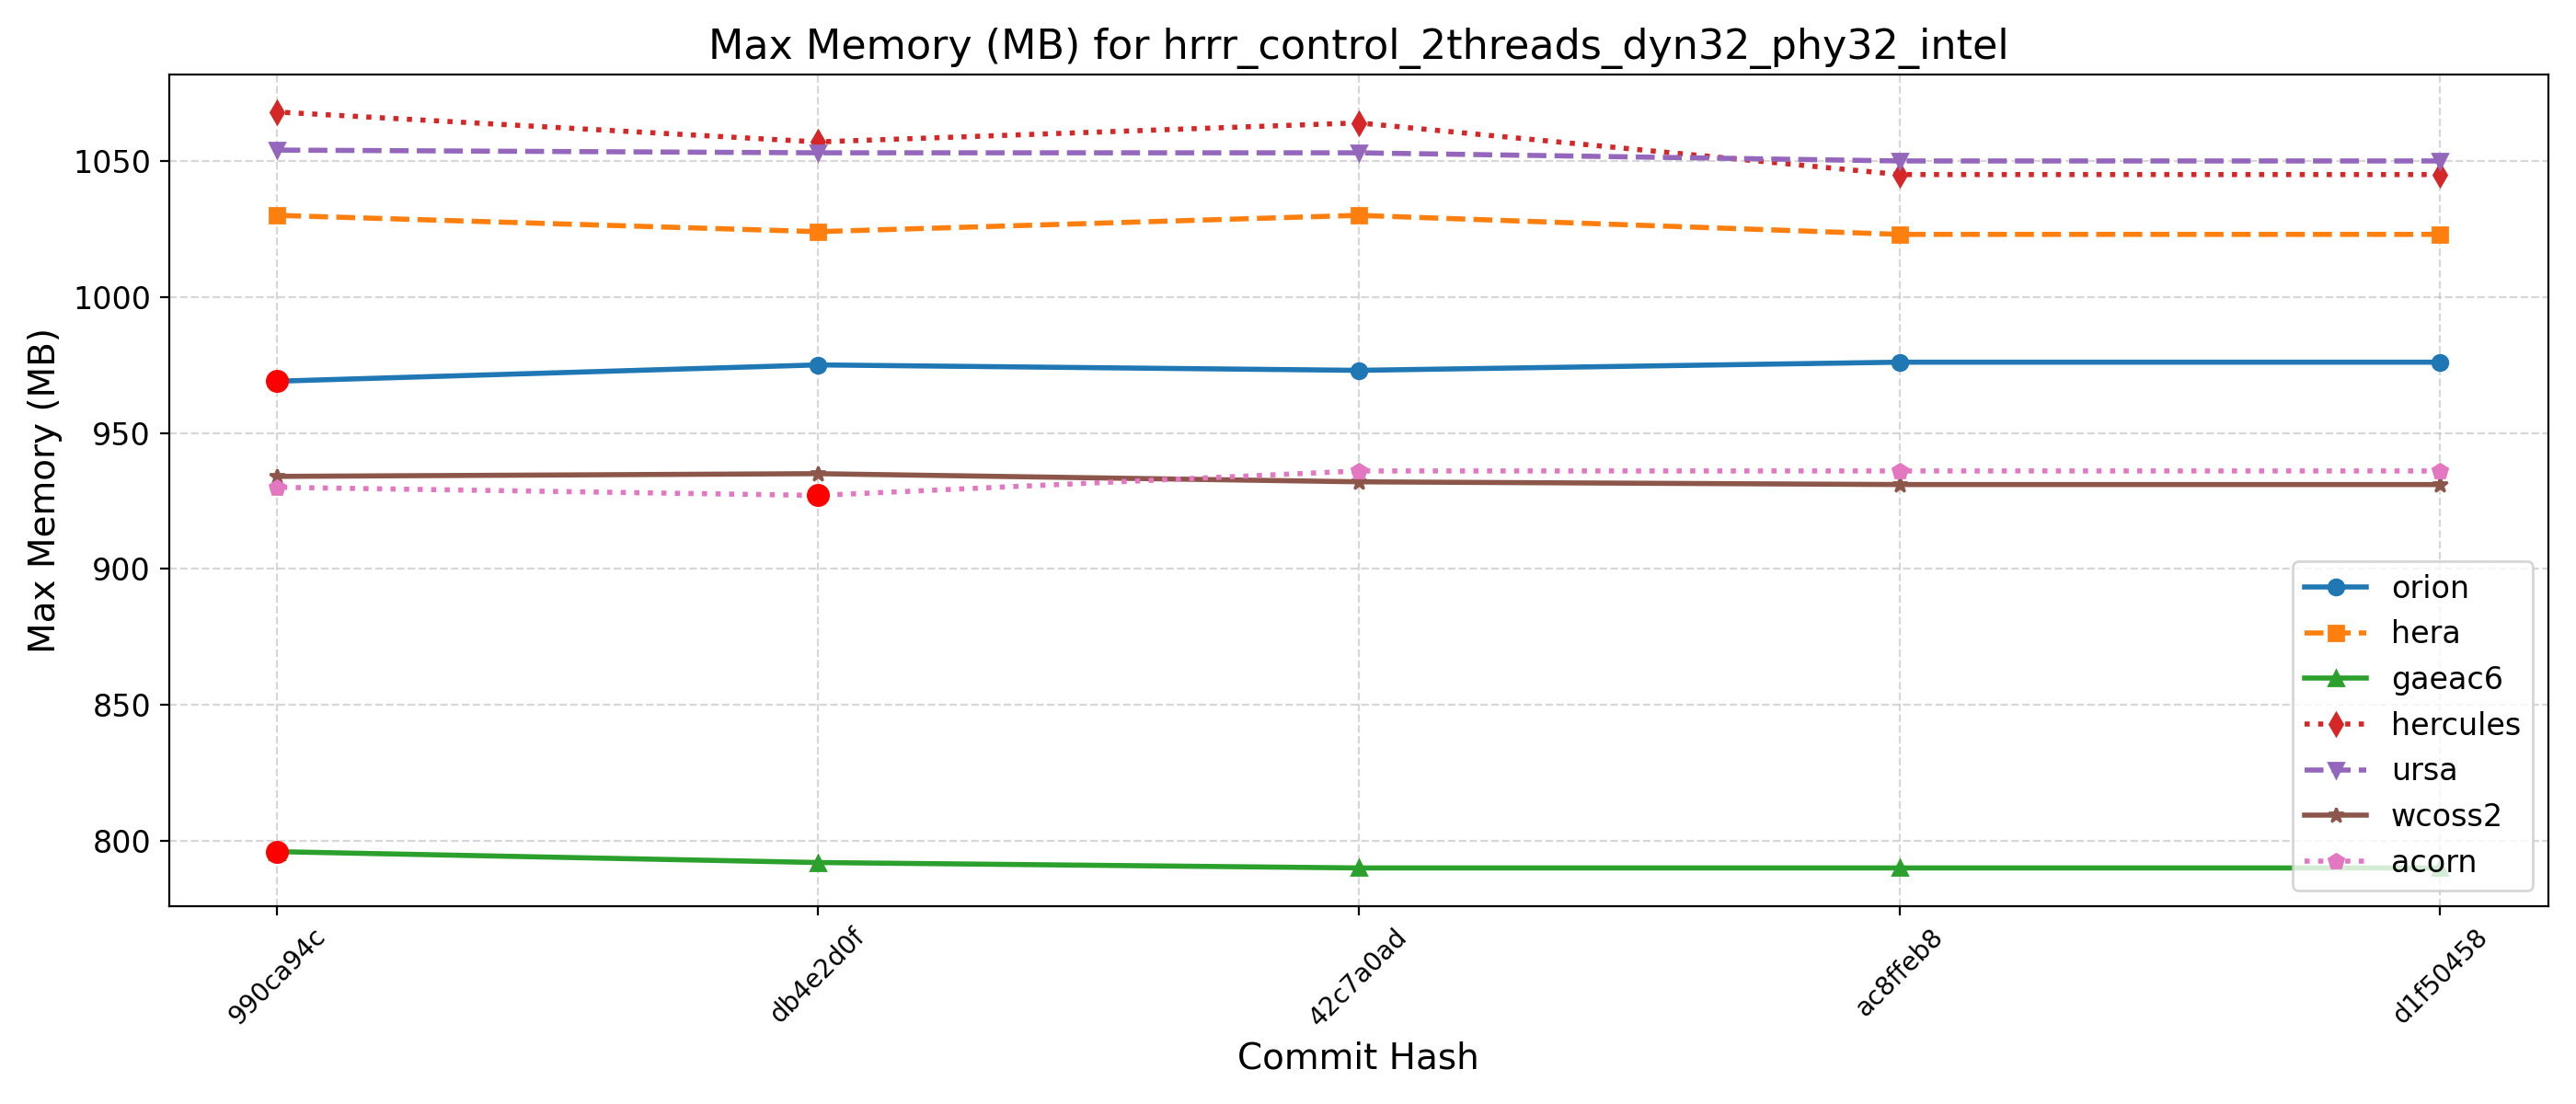 Max Memory (MB) for hrrr_control_2threads_dyn32_phy32_intel
Max Memory (MB)
1050
1000
950
900
850
800
orion
hera
gaeac6
hercules
ursa
wcoss2
acorn
990ca94c
db4e2d0f
42c7a0ad
ac8ffeb8
d1f50458
Commit Hash